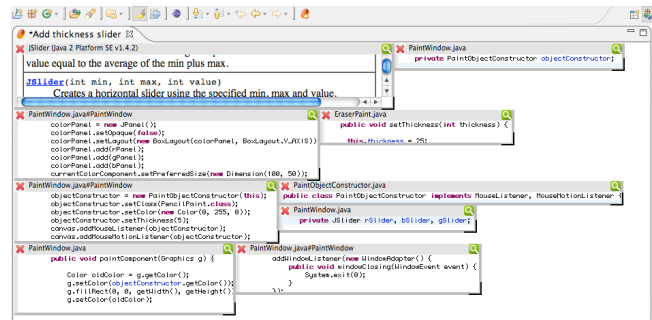 *Add thickness slider
JSlider (Java 2 Platform SE v1.4.2)
value equal to the average of the min plus max.
JSlider(int min, int max, int value)
Creates a horizontal slider using the specified min, max and value.
PaintWindow.java
private PaintObjectConstructor objectConstructor;
PaintWindow.java#PaintWindow
colorPanel = new JPanel();
colorPanel.setOpaque(false);
colorPanel.setLayout(new BoxLayout(colorPanel, BoxLayout.Y_AXIS))
colorPanel.add(rPanel);
colorPanel.add(gPanel);
colorPanel.add(bPanel);
currentColorComponent.setPreferredSize(new Dimension(100, 50));
EraserPaint.java
public void setThickness(int thickness) {
this.thickness = 25;
PaintWindow.java#PaintWindow
objectConstructor = new PaintObjectConstructor(this);
objectConstructor.setClass(PencilPaint.class);
objectConstructor.setColor(new Color(0, 255, 0));
objectConstructor.setThickness(5);
canvas.addMouseListener(objectConstructor);
canvas.addMouseMotionListener(objectConstructor);
PaintObjectConstructor.java
public class PaintObjectConstructor implements MouseListener, MouseMotionListener {
PaintWindow.java
private JSlider rSlider, bSlider, gSlider;
PaintWindow.java
public void paintComponent(Graphics g) {
Color oldColor = g.getColor();
g.setColor(objectConstructor.getColor());
g.fillRect(0, 0, getWidth(), getHeight()
g.setColor(oldColor);
PaintWindow.java#PaintWindow
addWindowListener(new WindowAdapter() {
public void windowClosing(WindowEvent event) {
System.exit(0);
}
});